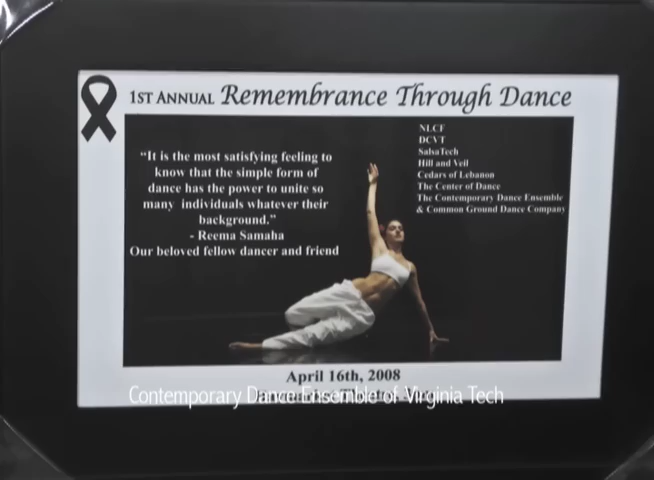 1ST ANNUAL Remembrance Through Dance
"It is the most satisfying feeling to
know that the simple form of
dance has the power to unite so
many individuals whatever their
background."
- Reema Samaha
Our beloved fellow dancer and friend
NLCF
DCVT
SalsaTech
Hill and Veil
Cedars of Lebanon
The Center of Dance
The Contemporary Dance Ensemble
& Common Ground Dance Company
April 16th, 2008
Contemporary Dance Ensemble of Virginia Tech